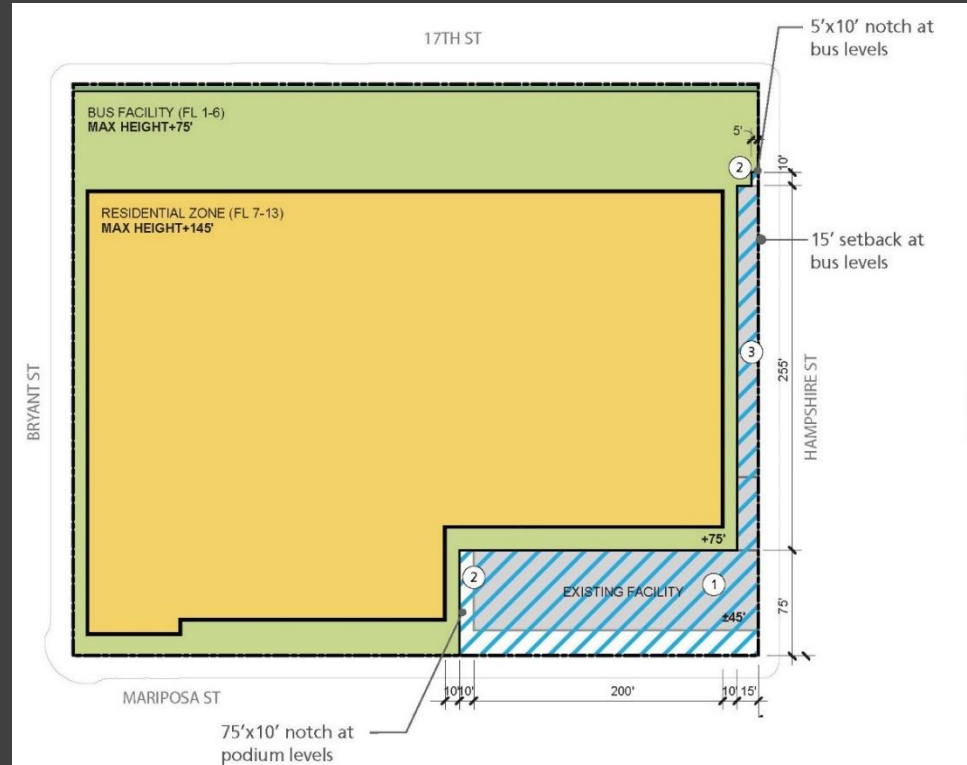 17TH ST
5'x10' notch at
bus levels
BUS FACILITY (FL 1-6)
MAX HEIGHT+75'
5'
2
10'
RESIDENTIAL ZONE (FL 7-13)
MAX HEIGHT+145'
15' setback at
bus levels
3
255'
BRYANT ST
HAMPSHIRE ST
+75'
2
EXISTING FACILITY
1
±45'
75'
MARIPOSA ST
10'
10'
200'
10'
15'
75'x10' notch at
podium levels